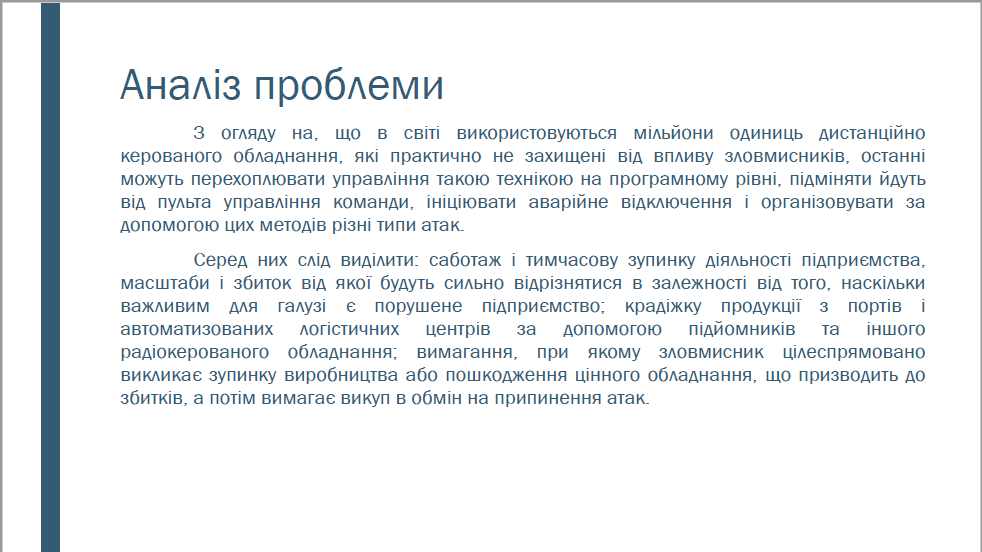 Аналіз проблеми
З огляду на, що в світі використовуються мільйони одиниць дистанційно
керованого обладнання, які практично не захищені від впливу зловмисників, останні
можуть перехоплювати управління такою технікою на програмному рівні, підміняти йдуть
від пульта управління команди, ініціювати аварійне відключення і організовувати за
допомогою цих методів різні типи атак.
Серед них слід виділити: саботаж і тимчасову зупинку діяльності підприємства,
масштаби і збиток від якої будуть сильно відрізнятися в залежності від того, наскільки
важливим для галузі є порушене підприємство; крадіжку продукції з портів і
автоматизованих логістичних центрів за допомогою підйомників та іншого
радіокерованого обладнання; вимагання, при якому зловмисник цілеспрямовано
викликає зупинку виробництва або пошкодження цінного обладнання, що призводить до
збитків, а потім вимагає викуп в обмін на припинення атак.